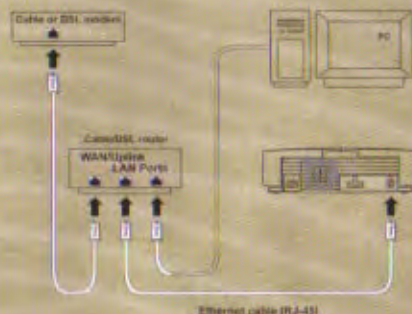 Cable or DSL modem
PC
Cable/DSL router
WAN/Uplink
LAN Ports
Ethernet cable (RJ-45)